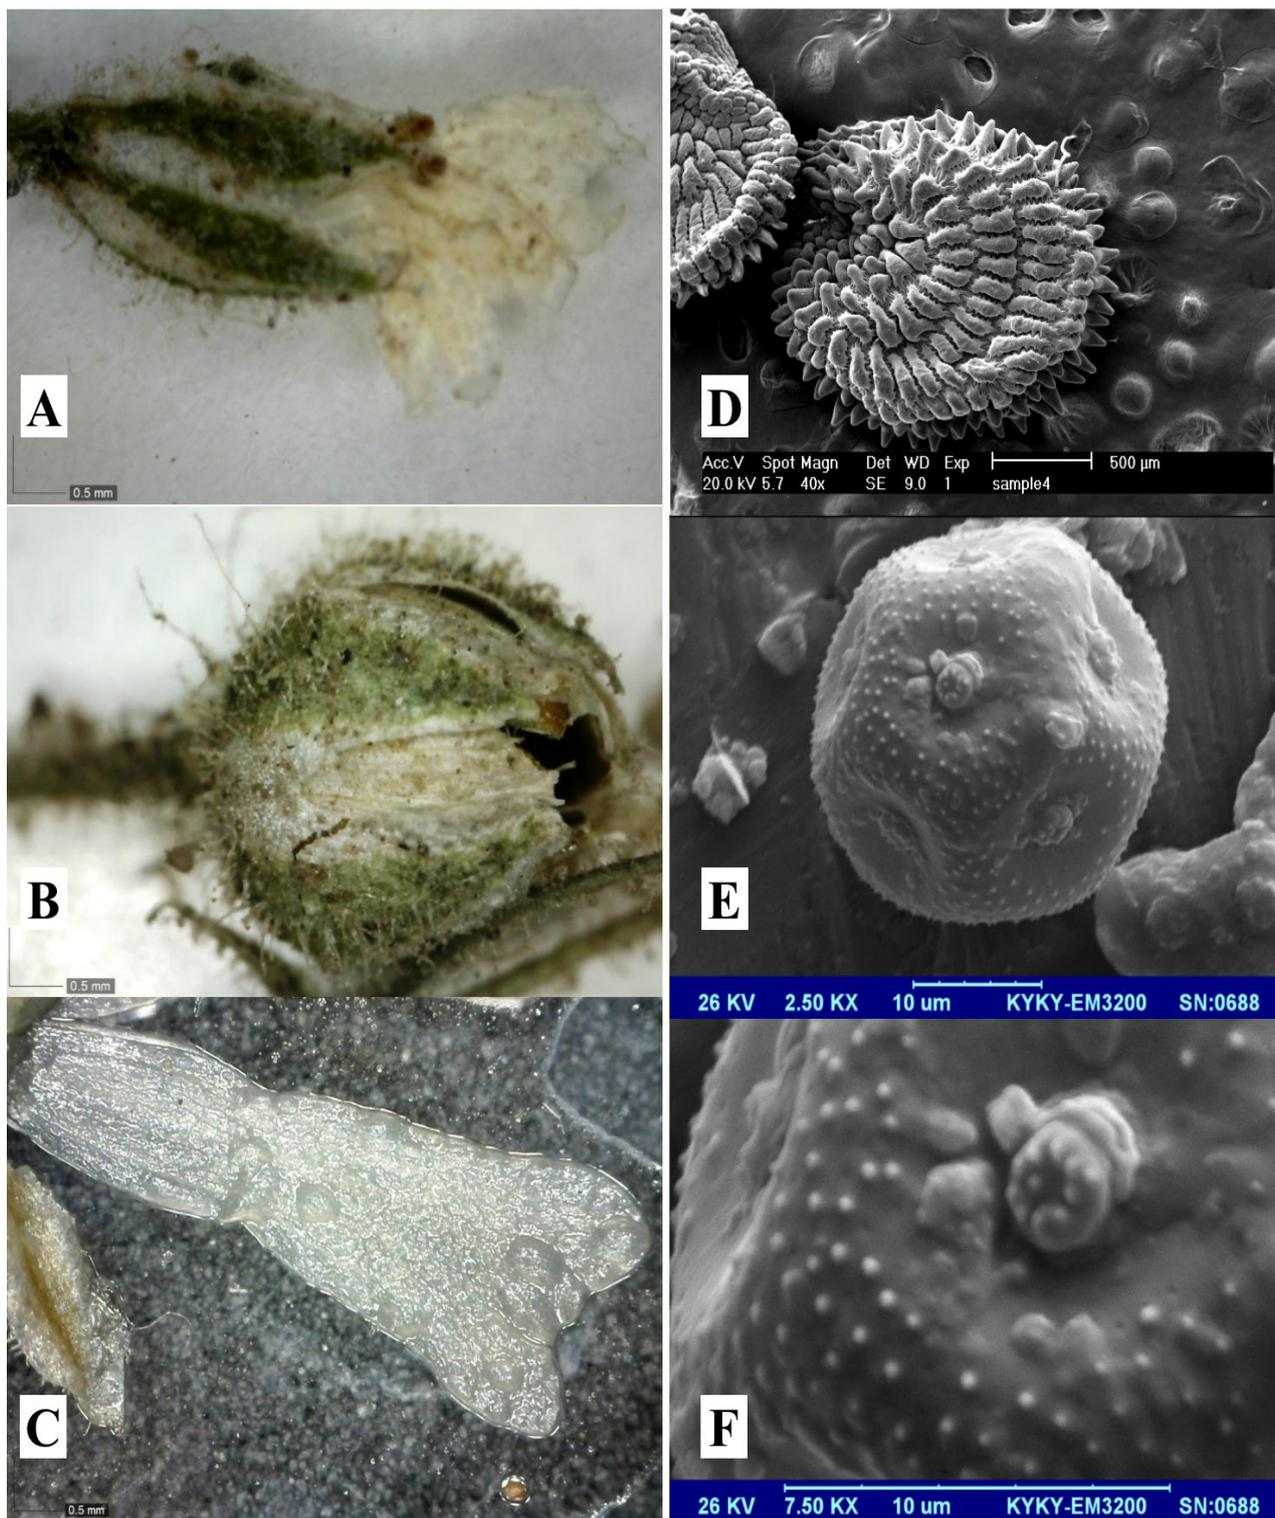 A
0.5 mm
B
0.5 mm
C
0.5 mm
D
Acc.V Spot Magn Det WD Exp 500 µm
20.0 kV 5.7 40x SE 9.0 1 sample4
E
26 KV 2.50 KX 10 um KYKY-EM3200 SN:0688
F
26 KV 7.50 KX 10 um KYKY-EM3200 SN:0688